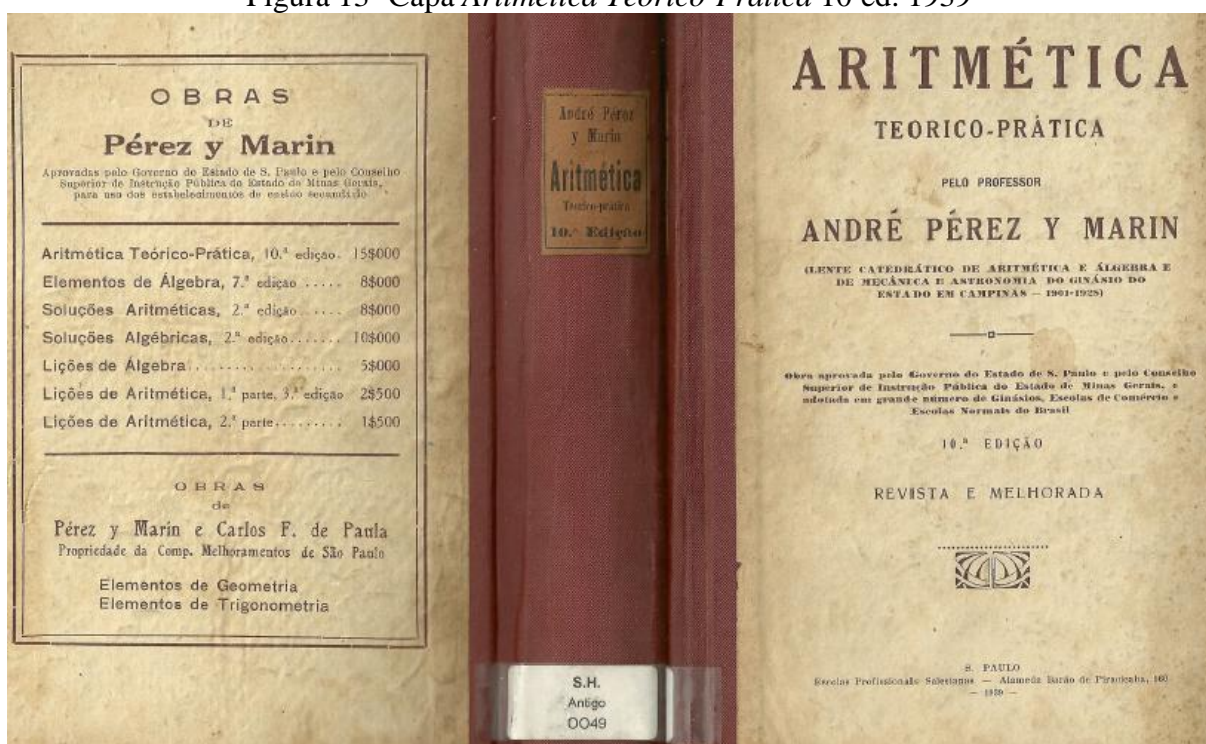 Figura 13- Capa Aritmética Teórico-Prática 10 ed. 1939
OBRAS
DE
Pérez y Marin
Aprovadas pelo Governo do Estado de S. Paulo e pelo Conselho
Superior de Instrução Pública do Estado de Minas Gerais,
para uso dos estabelecimentos de ensino secundário
Aritmética Teórico-Prática, 10.ª edição. 15$000
Elementos de Álgebra, 7.ª edição ..... 8$000
Soluções Aritméticas, 2.ª edição ..... 8$000
Soluções Algébricas, 2.ª edição ....... 10$000
Lições de Álgebra .................. 5$000
Lições de Aritmética, 1.ª parte, 3.ª edição 2$500
Lições de Aritmética, 2.ª parte ......... 1$500
OBRAS
de
Pérez y Marin e Carlos F. de Paula
Propriedade da Comp. Melhoramentos de São Paulo
Elementos de Geometria
Elementos de Trigonometria
André Pérez
y Marin
Aritmética
Teorico-prática
10.ª Edição
S.H.
Antigo
0049
ARITMÉTICA
TEORICO-PRÁTICA
PELO PROFESSOR
ANDRÉ PÉREZ Y MARIN
(LENTE CATEDRÁTICO DE ARITMÉTICA E ÁLGEBRA E
DE MECÂNICA E ASTRONOMIA DO GINÁSIO DO
ESTADO EM CAMPINAS — 1901-1928)
Obra aprovada pelo Governo do Estado de S. Paulo e pelo Conselho
Superior de Instrução Pública do Estado de Minas Gerais, e
adotada em grande número de Ginásios, Escolas de Comércio e
Escolas Normais do Brasil
10.ª EDIÇÃO
REVISTA E MELHORADA
S. PAULO
Escolas Profissionais Salesianas — Alameda Barão de Piracicaba,
— 1939 —